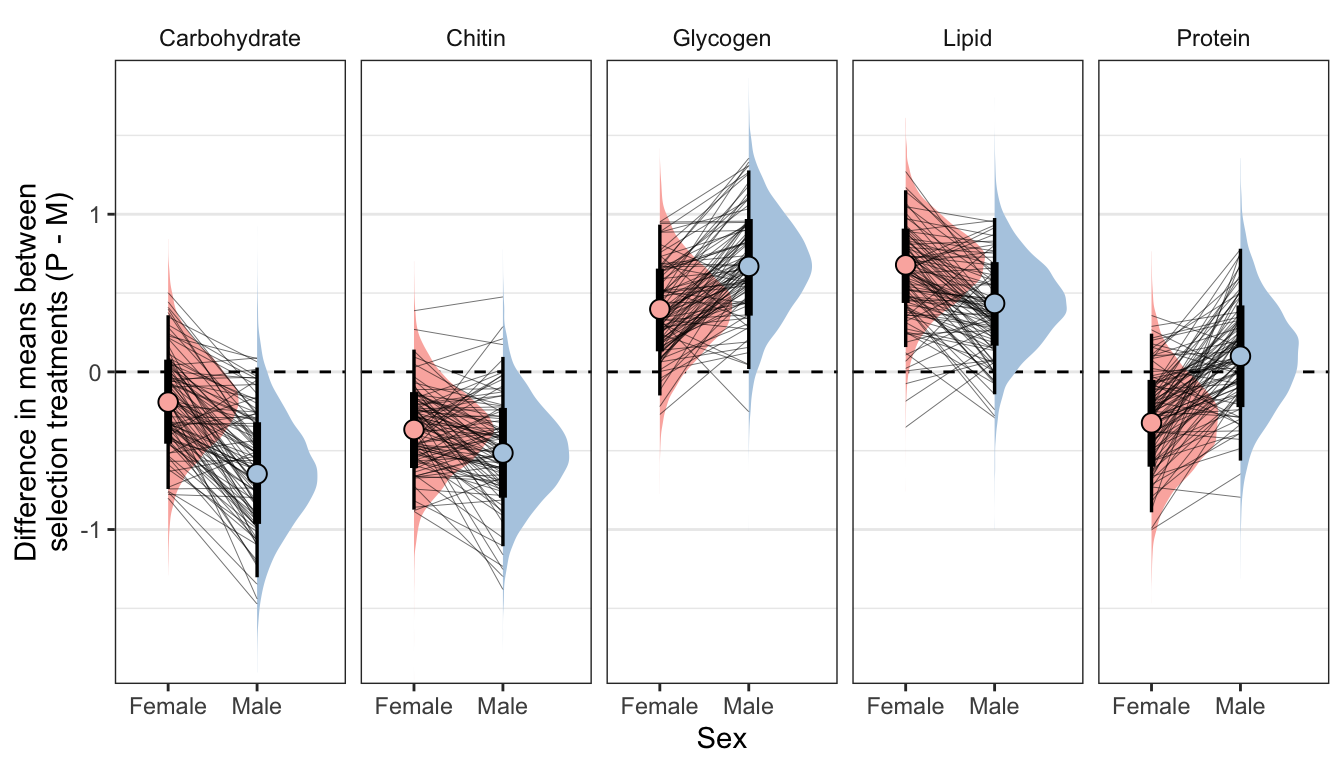 Carbohydrate
Chitin
Glycogen
Lipid
Protein
Difference in means between
selection treatments (P - M)
1
0
-1
Female Male
Female Male
Female Male
Female Male
Female Male
Sex